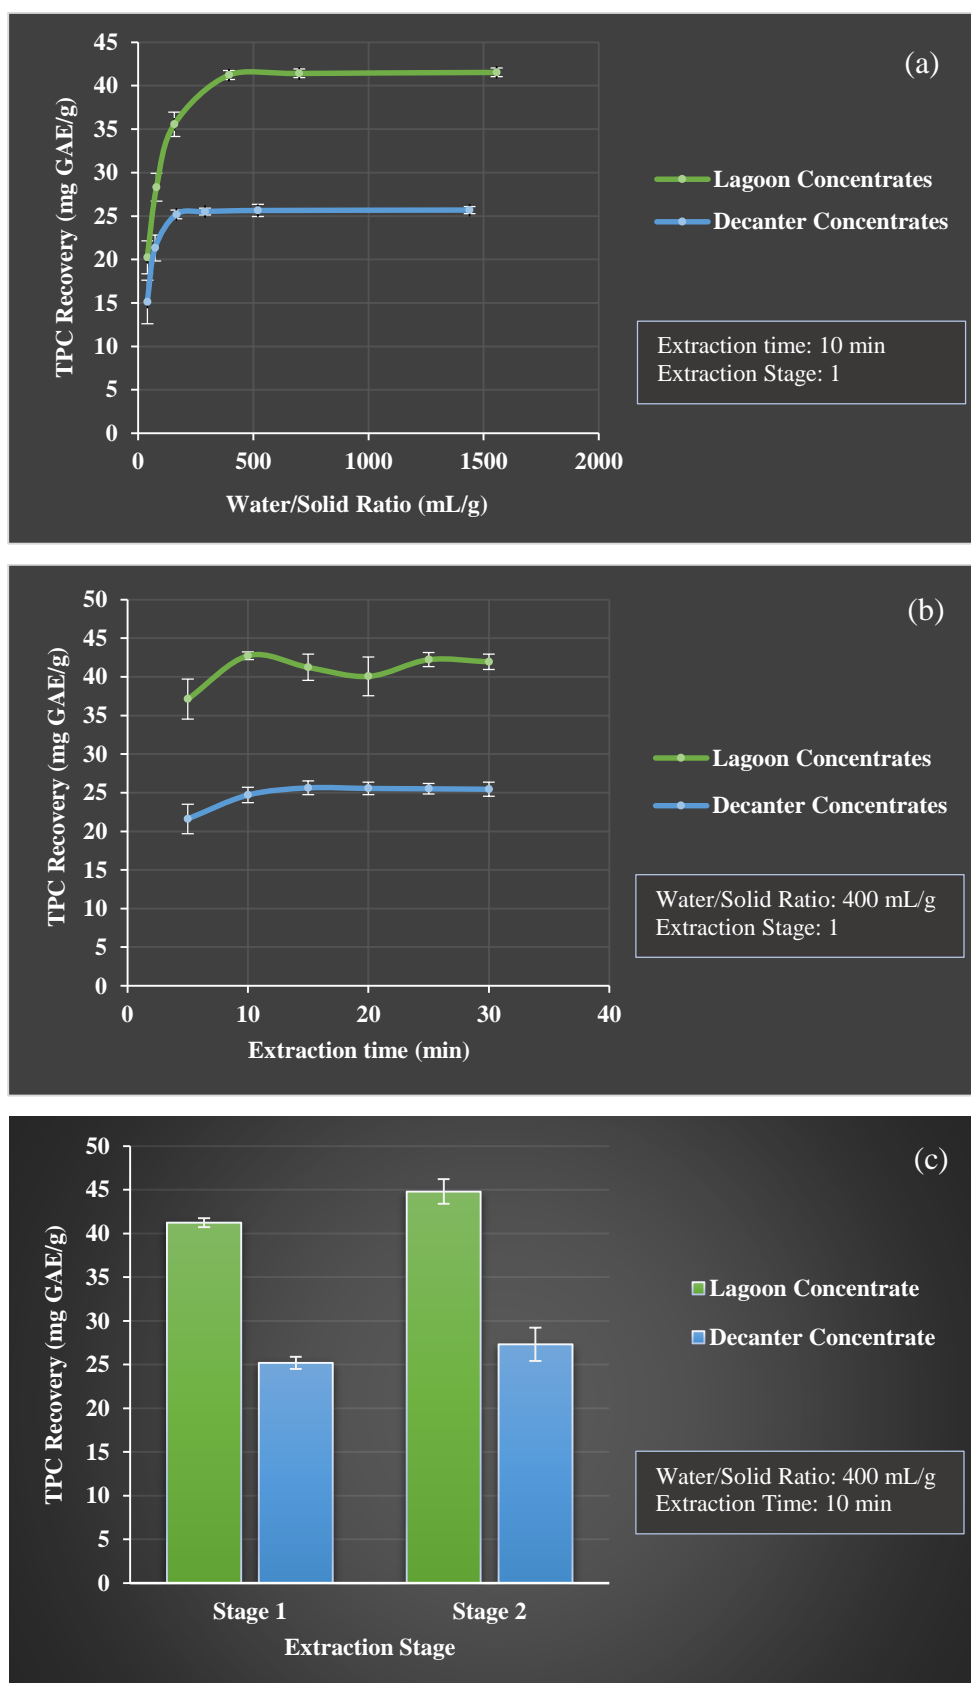 (a)
TPC Recovery (mg GAE/g)
45
40
35
30
25
20
15
10
5
0
0 500 1000 1500 2000
Water/Solid Ratio (mL/g)
Lagoon Concentrates
Decanter Concentrates
Extraction time: 10 min
Extraction Stage: 1
(b)
TPC Recovery (mg GAE/g)
50
45
40
35
30
25
20
15
10
5
0
0 10 20 30 40
Extraction time (min)
Lagoon Concentrates
Decanter Concentrates
Water/Solid Ratio: 400 mL/g
Extraction Stage: 1
(c)
TPC Recovery (mg GAE/g)
50
45
40
35
30
25
20
15
10
5
0
Stage 1 Stage 2
Extraction Stage
Lagoon Concentrate
Decanter Concentrate
Water/Solid Ratio: 400 mL/g
Extraction Time: 10 min